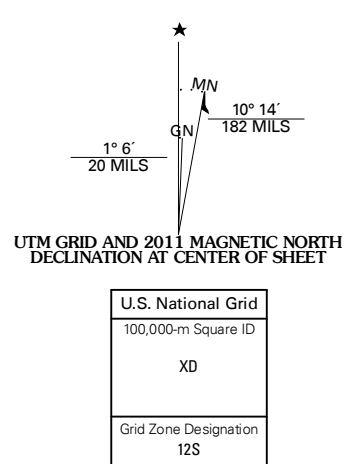 ★
MN
10° 14´
182 MILS
GN
1° 6´
20 MILS
UTM GRID AND 2011 MAGNETIC NORTH
DECLINATION AT CENTER OF SHEET
U.S. National Grid
100,000-m Square ID
XD
Grid Zone Designation
12S